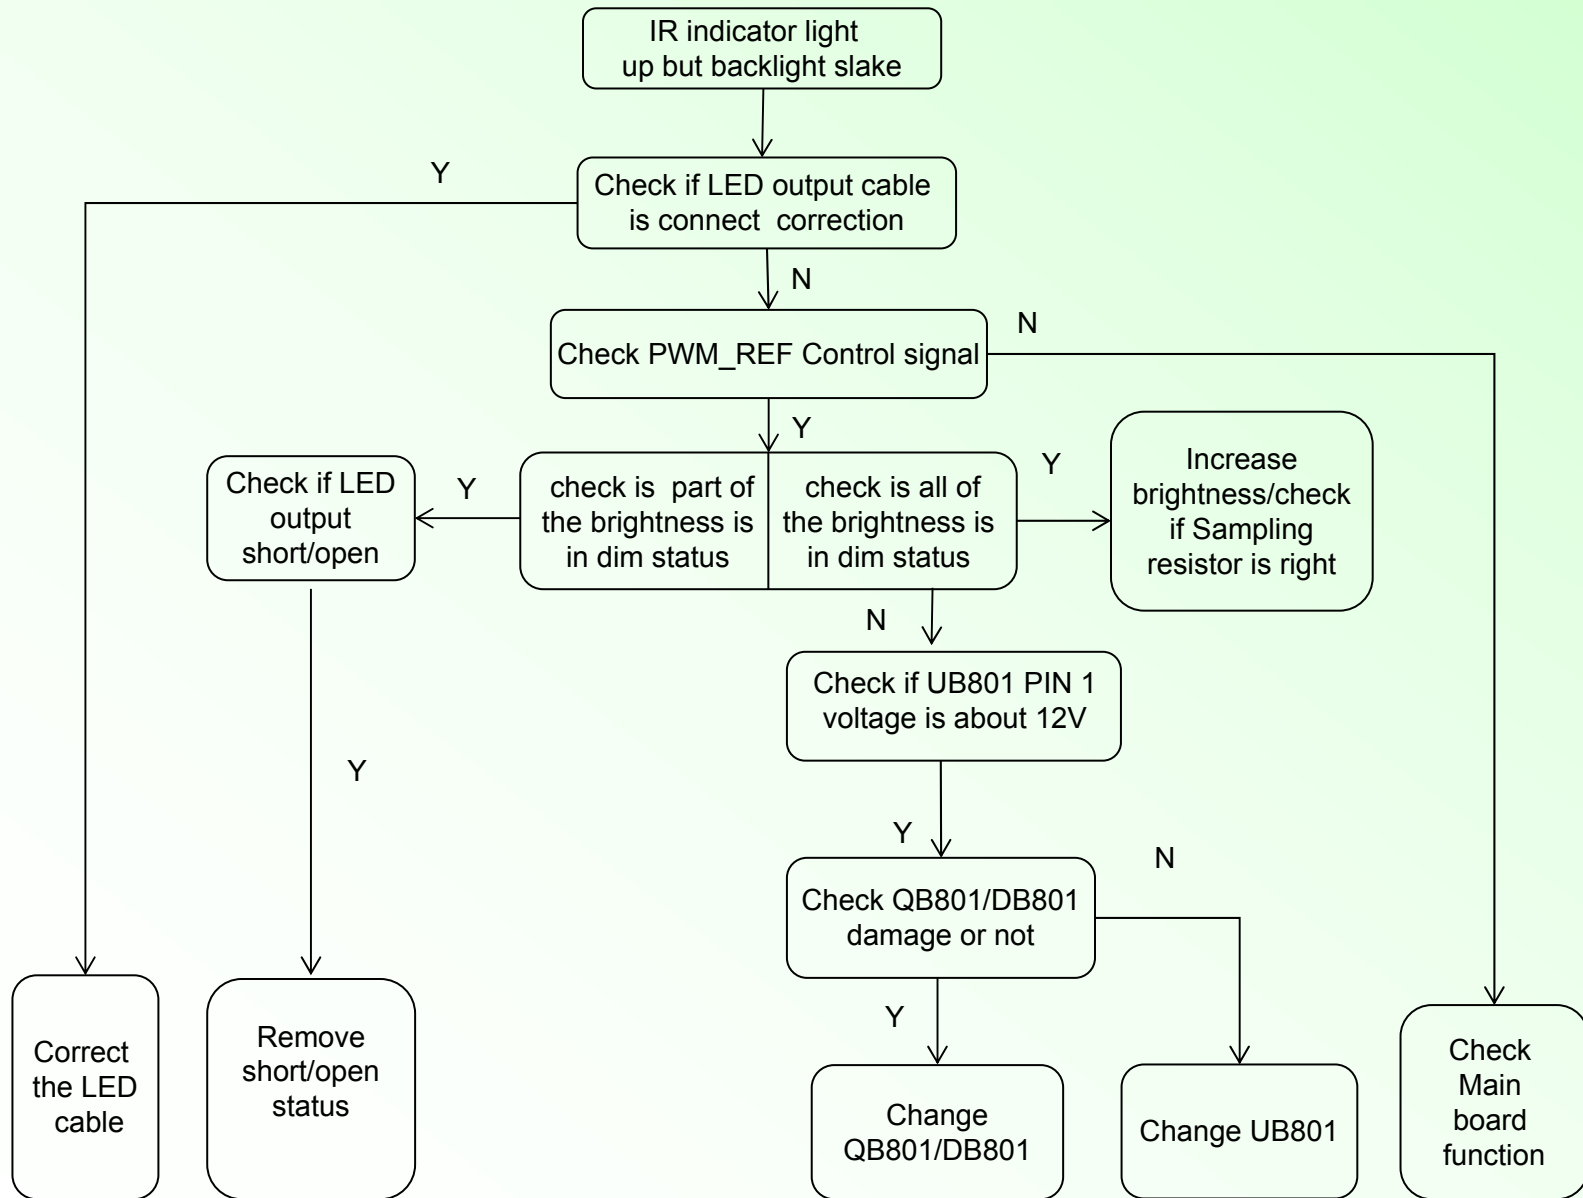 IR indicator light
up but backlight slake
Y
Check if LED output cable
is connect correction
N
N
Check PWM_REF Control signal
Y
Check if LED
output
short/open
Y
check is part of
the brightness is
in dim status
check is all of
the brightness is
in dim status
Y
Increase
brightness/check
if Sampling
resistor is right
N
Check if UB801 PIN 1
voltage is about 12V
Y
Y
N
Check QB801/DB801
damage or not
Y
Correct
the LED
cable
Remove
short/open
status
Change
QB801/DB801
Change UB801
Check
Main
board
function